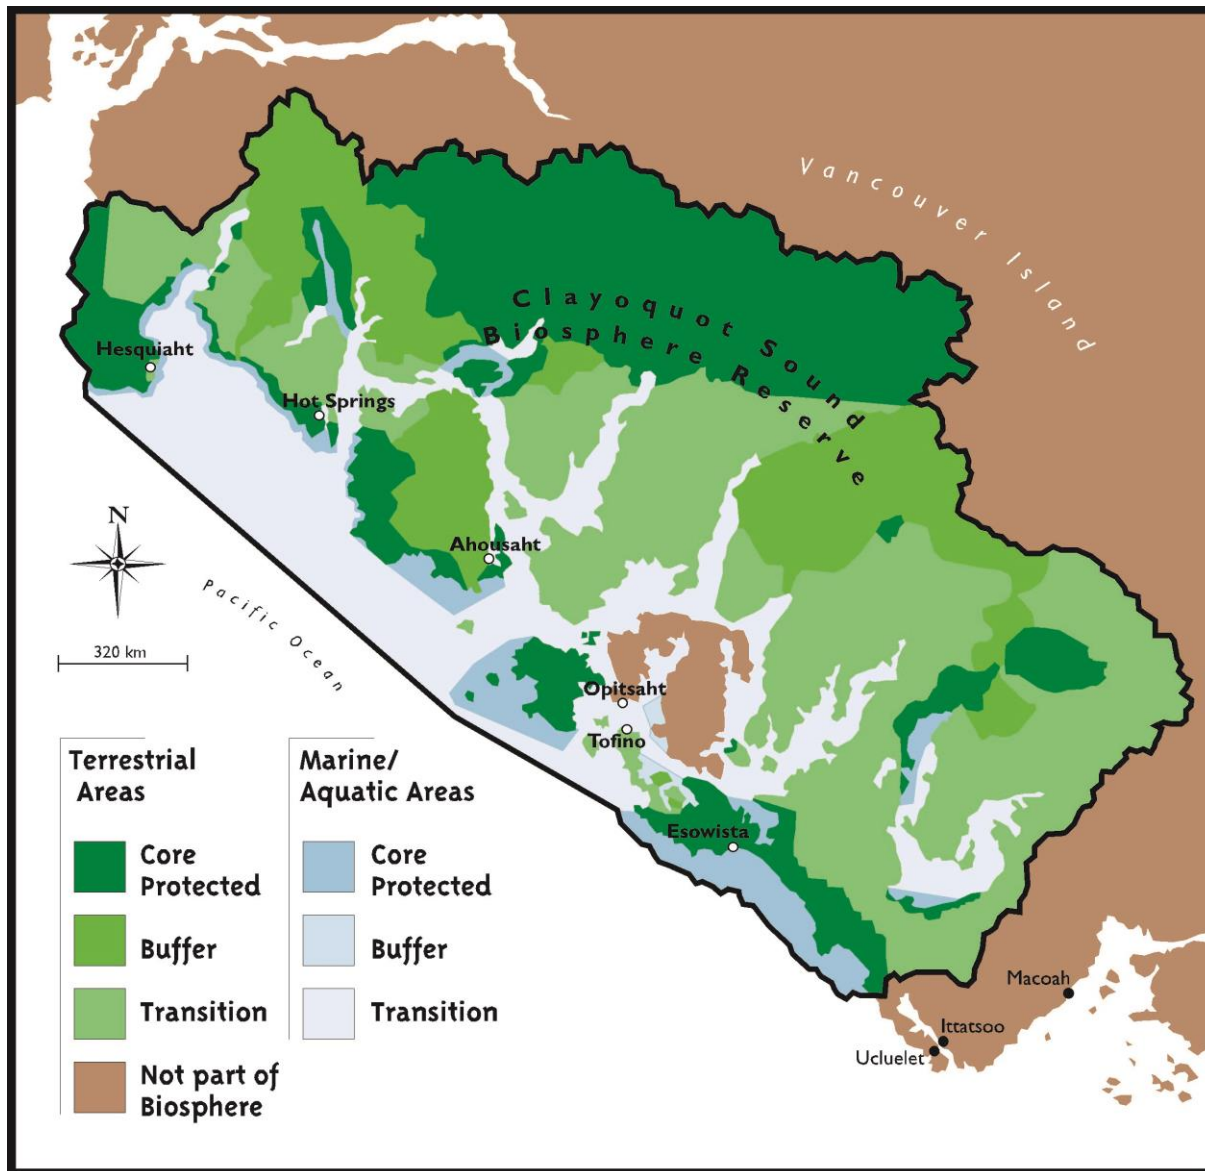 Vancouver Island
Clayoquot Sound
Biosphere Reserve
Hesquiaht
Hot Springs
N
Ahousaht
Pacific Ocean
320 km
Opitsaht
Tofino
Esowista
Terrestrial
Areas
Core
Protected
Buffer
Transition
Not part of
Biosphere
Marine/
Aquatic Areas
Core
Protected
Buffer
Transition
Macoah
Ittatsoo
Ucluelet